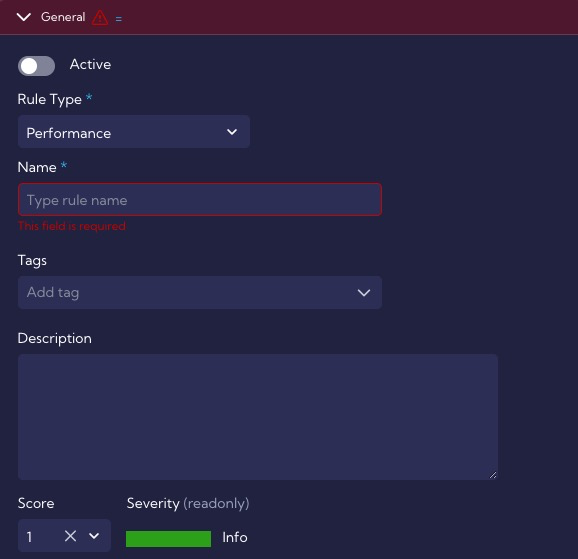 General =
Active
Rule Type *
Performance
Name *
Type rule name
This field is required
Tags
Add tag
Description
Score
Severity (readonly)
1
Info